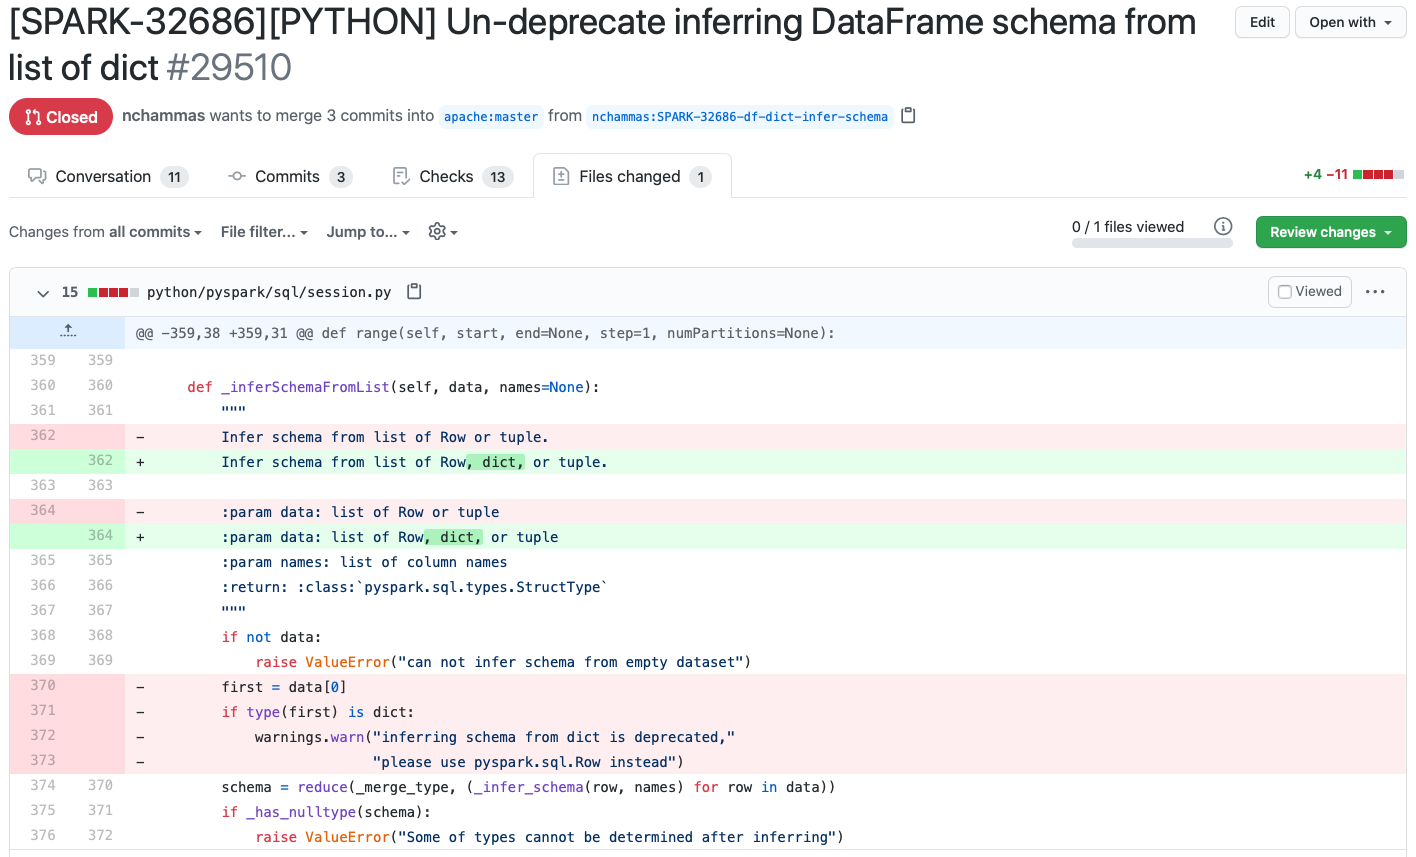 [SPARK-32686][PYTHON] Un-deprecate inferring DataFrame schema from
list of dict #29510
Edit
Open with
Closed
nchammas wants to merge 3 commits into apache:master from nchammas:SPARK-32686-df-dict-infer-schema
Conversation 11
Commits 3
Checks 13
Files changed 1
+4 −11
Changes from all commits
File filter...
Jump to...
0 / 1 files viewed
Review changes
15 python/pyspark/sql/session.py
Viewed
@@ -359,38 +359,31 @@ def range(self, start, end=None, step=1, numPartitions=None):
359 359
360 360 def _inferSchemaFromList(self, data, names=None):
361 361 """
362 - Infer schema from list of Row or tuple.
362 + Infer schema from list of Row, dict, or tuple.
363 363
364 - :param data: list of Row or tuple
364 + :param data: list of Row, dict, or tuple
365 365 :param names: list of column names
366 366 :return: :class:`pyspark.sql.types.StructType`
367 367 """
368 368 if not data:
369 369 raise ValueError("can not infer schema from empty dataset")
370 - first = data[0]
371 - if type(first) is dict:
372 - warnings.warn("inferring schema from dict is deprecated,"
373 - "please use pyspark.sql.Row instead")
374 370 schema = reduce(_merge_type, (_infer_schema(row, names) for row in data))
375 371 if _has_nulltype(schema):
376 372 raise ValueError("Some of types cannot be determined after inferring")